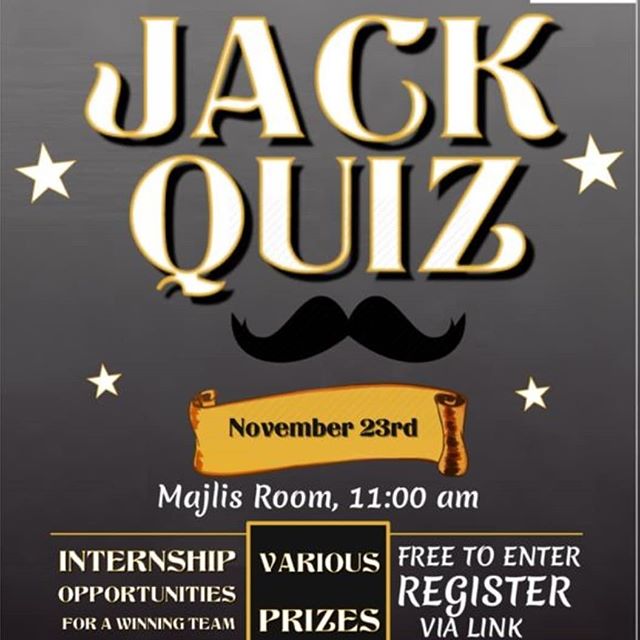 JACK
QUIZ
November 23rd
Majlis Room, 11:00 am
INTERNSHIP
OPPORTUNITIES
FOR A WINNING TEAM
VARIOUS
PRIZES
FREE TO ENTER
REGISTER
VIA LINK